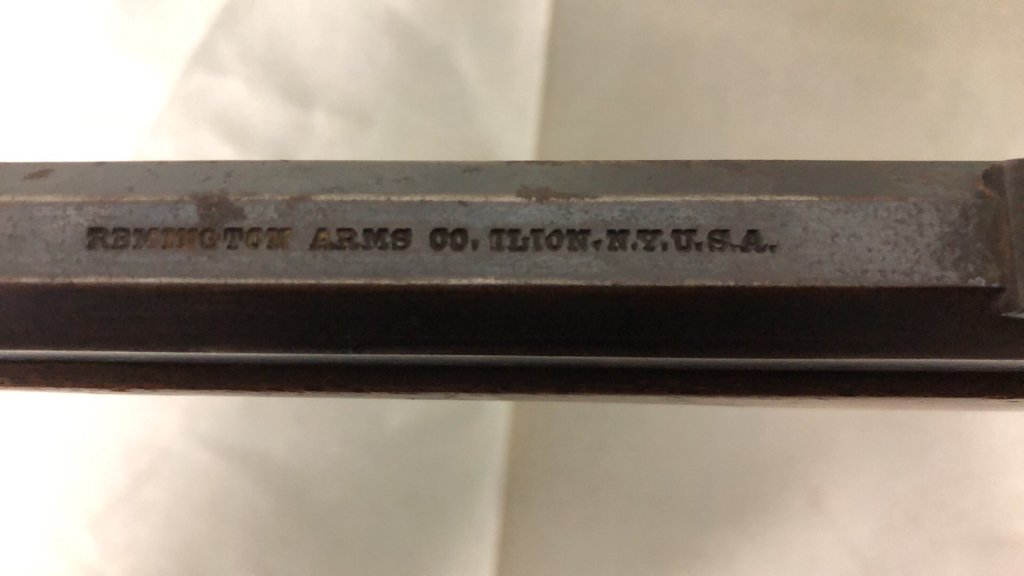 REMINGTON ARMS CO. ILION. N.Y. U.S.A.